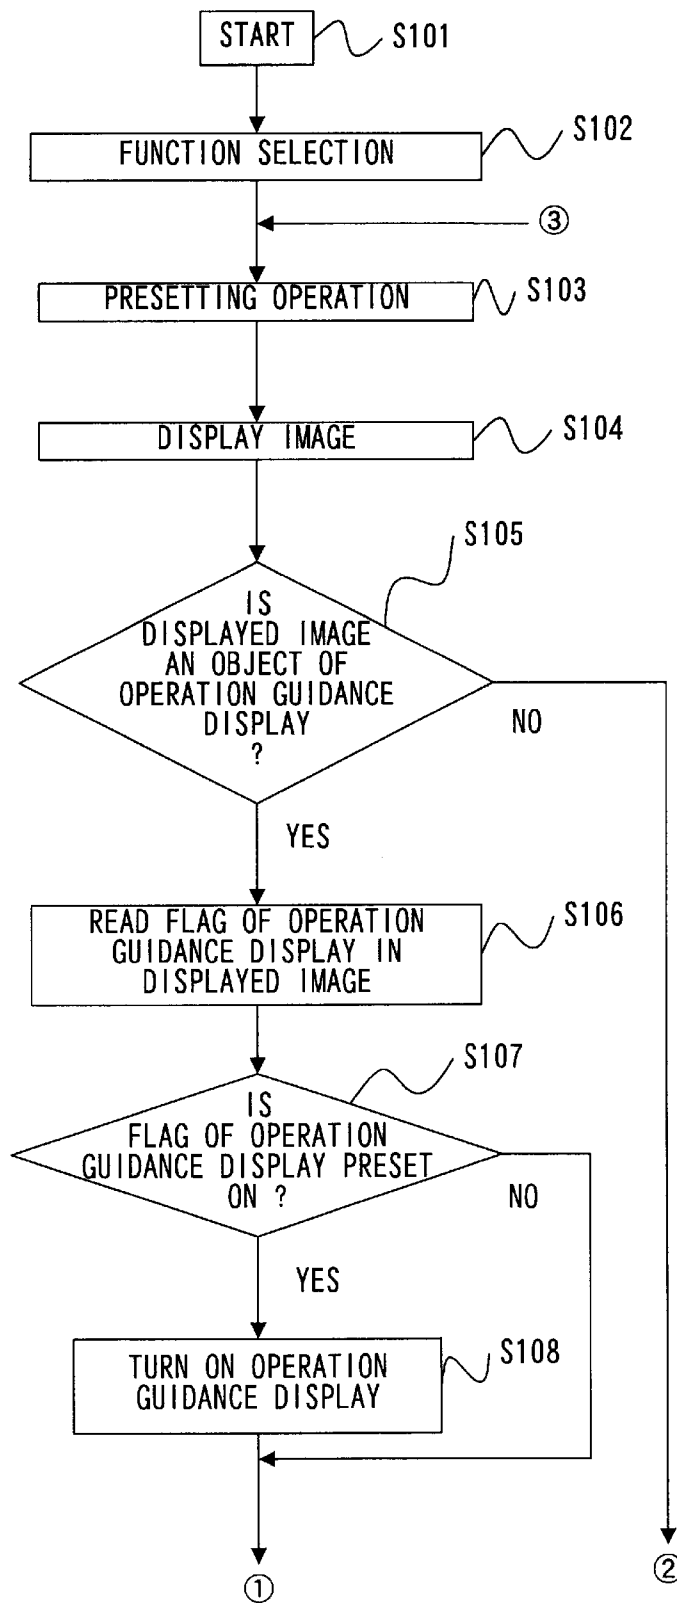 START
S101
FUNCTION SELECTION
S102
③
PRESETTING OPERATION
S103
DISPLAY IMAGE
S104
S105
IS
DISPLAYED IMAGE
AN OBJECT OF
OPERATION GUIDANCE
DISPLAY
?
NO
YES
READ FLAG OF OPERATION
GUIDANCE DISPLAY IN
DISPLAYED IMAGE
S106
S107
IS
FLAG OF OPERATION
GUIDANCE DISPLAY PRESET
ON ?
NO
YES
TURN ON OPERATION
GUIDANCE DISPLAY
S108
①
②